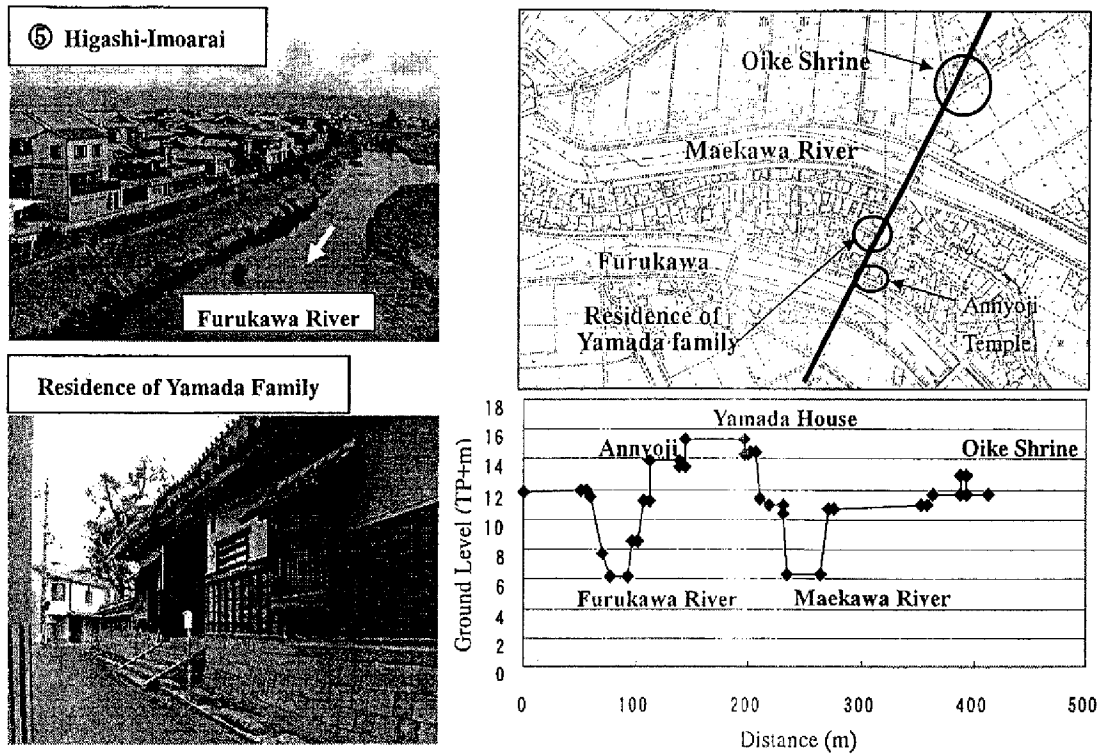 ⑤ Higashi-Imoarai
Furukawa River
Residence of Yamada Family
Oike Shrine
Maekawa River
Furukawa
Residence of
Yamada family
Annyoji
Temple
18
16
14
12
10
8
6
4
2
0
Ground Level (TP+m)
Yamada House
Annyoji
Oike Shrine
Furukawa River
Maekawa River
0 100 200 300 400 500
Distance (m)